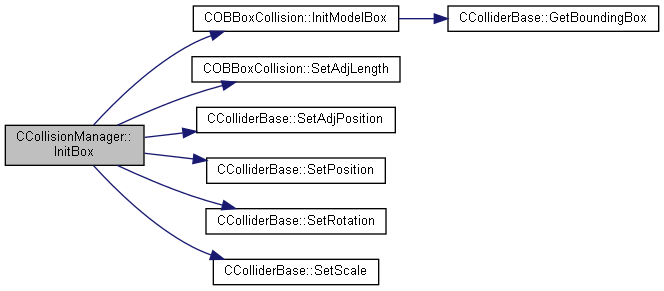 COBBoxCollision::InitModelBox
CColliderBase::GetBoundingBox
COBBoxCollision::SetAdjLength
CColliderBase::SetAdjPosition
CCollisionManager::
InitBox
CColliderBase::SetPosition
CColliderBase::SetRotation
CColliderBase::SetScale